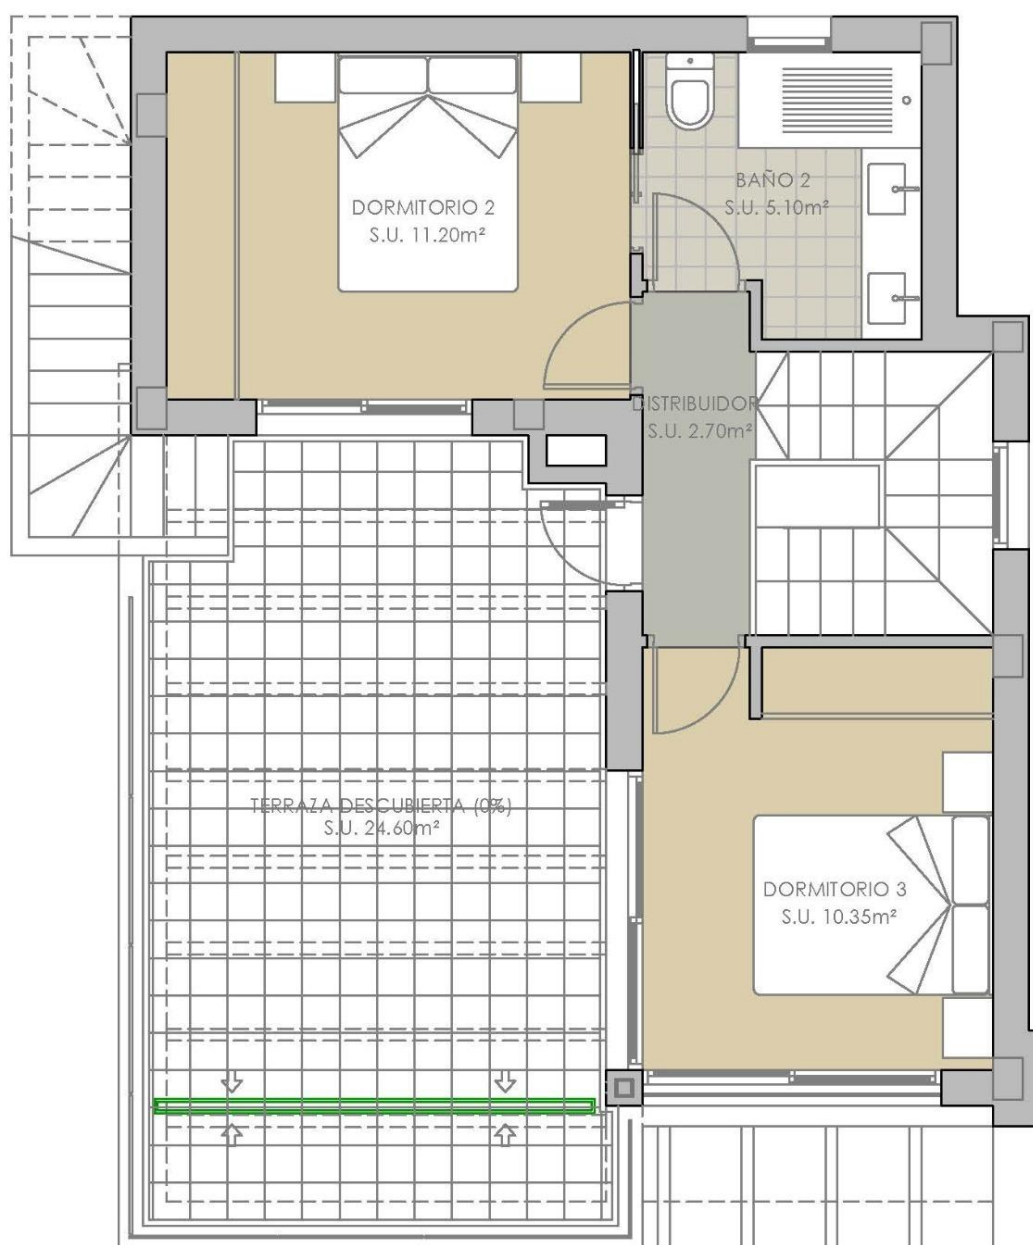 DORMITORIO 2
S.U. 11.20m²
BAÑO 2
S.U. 5.10m²
DISTRIBUIDOR
S.U. 2.70m²
TERRAZA DESCUBIERTA (0%)
S.U. 24.60m²
DORMITORIO 3
S.U. 10.35m²